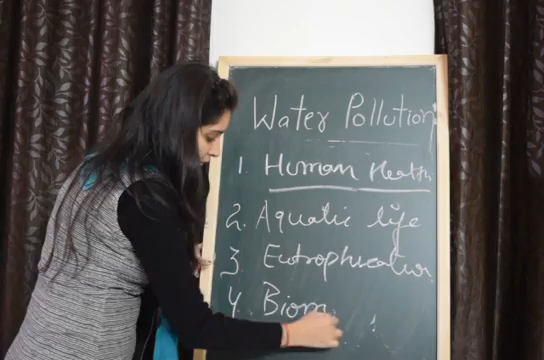 Water Pollution
1. Human Health
2. Aquatic life
3. Eutrophication
4. Biom